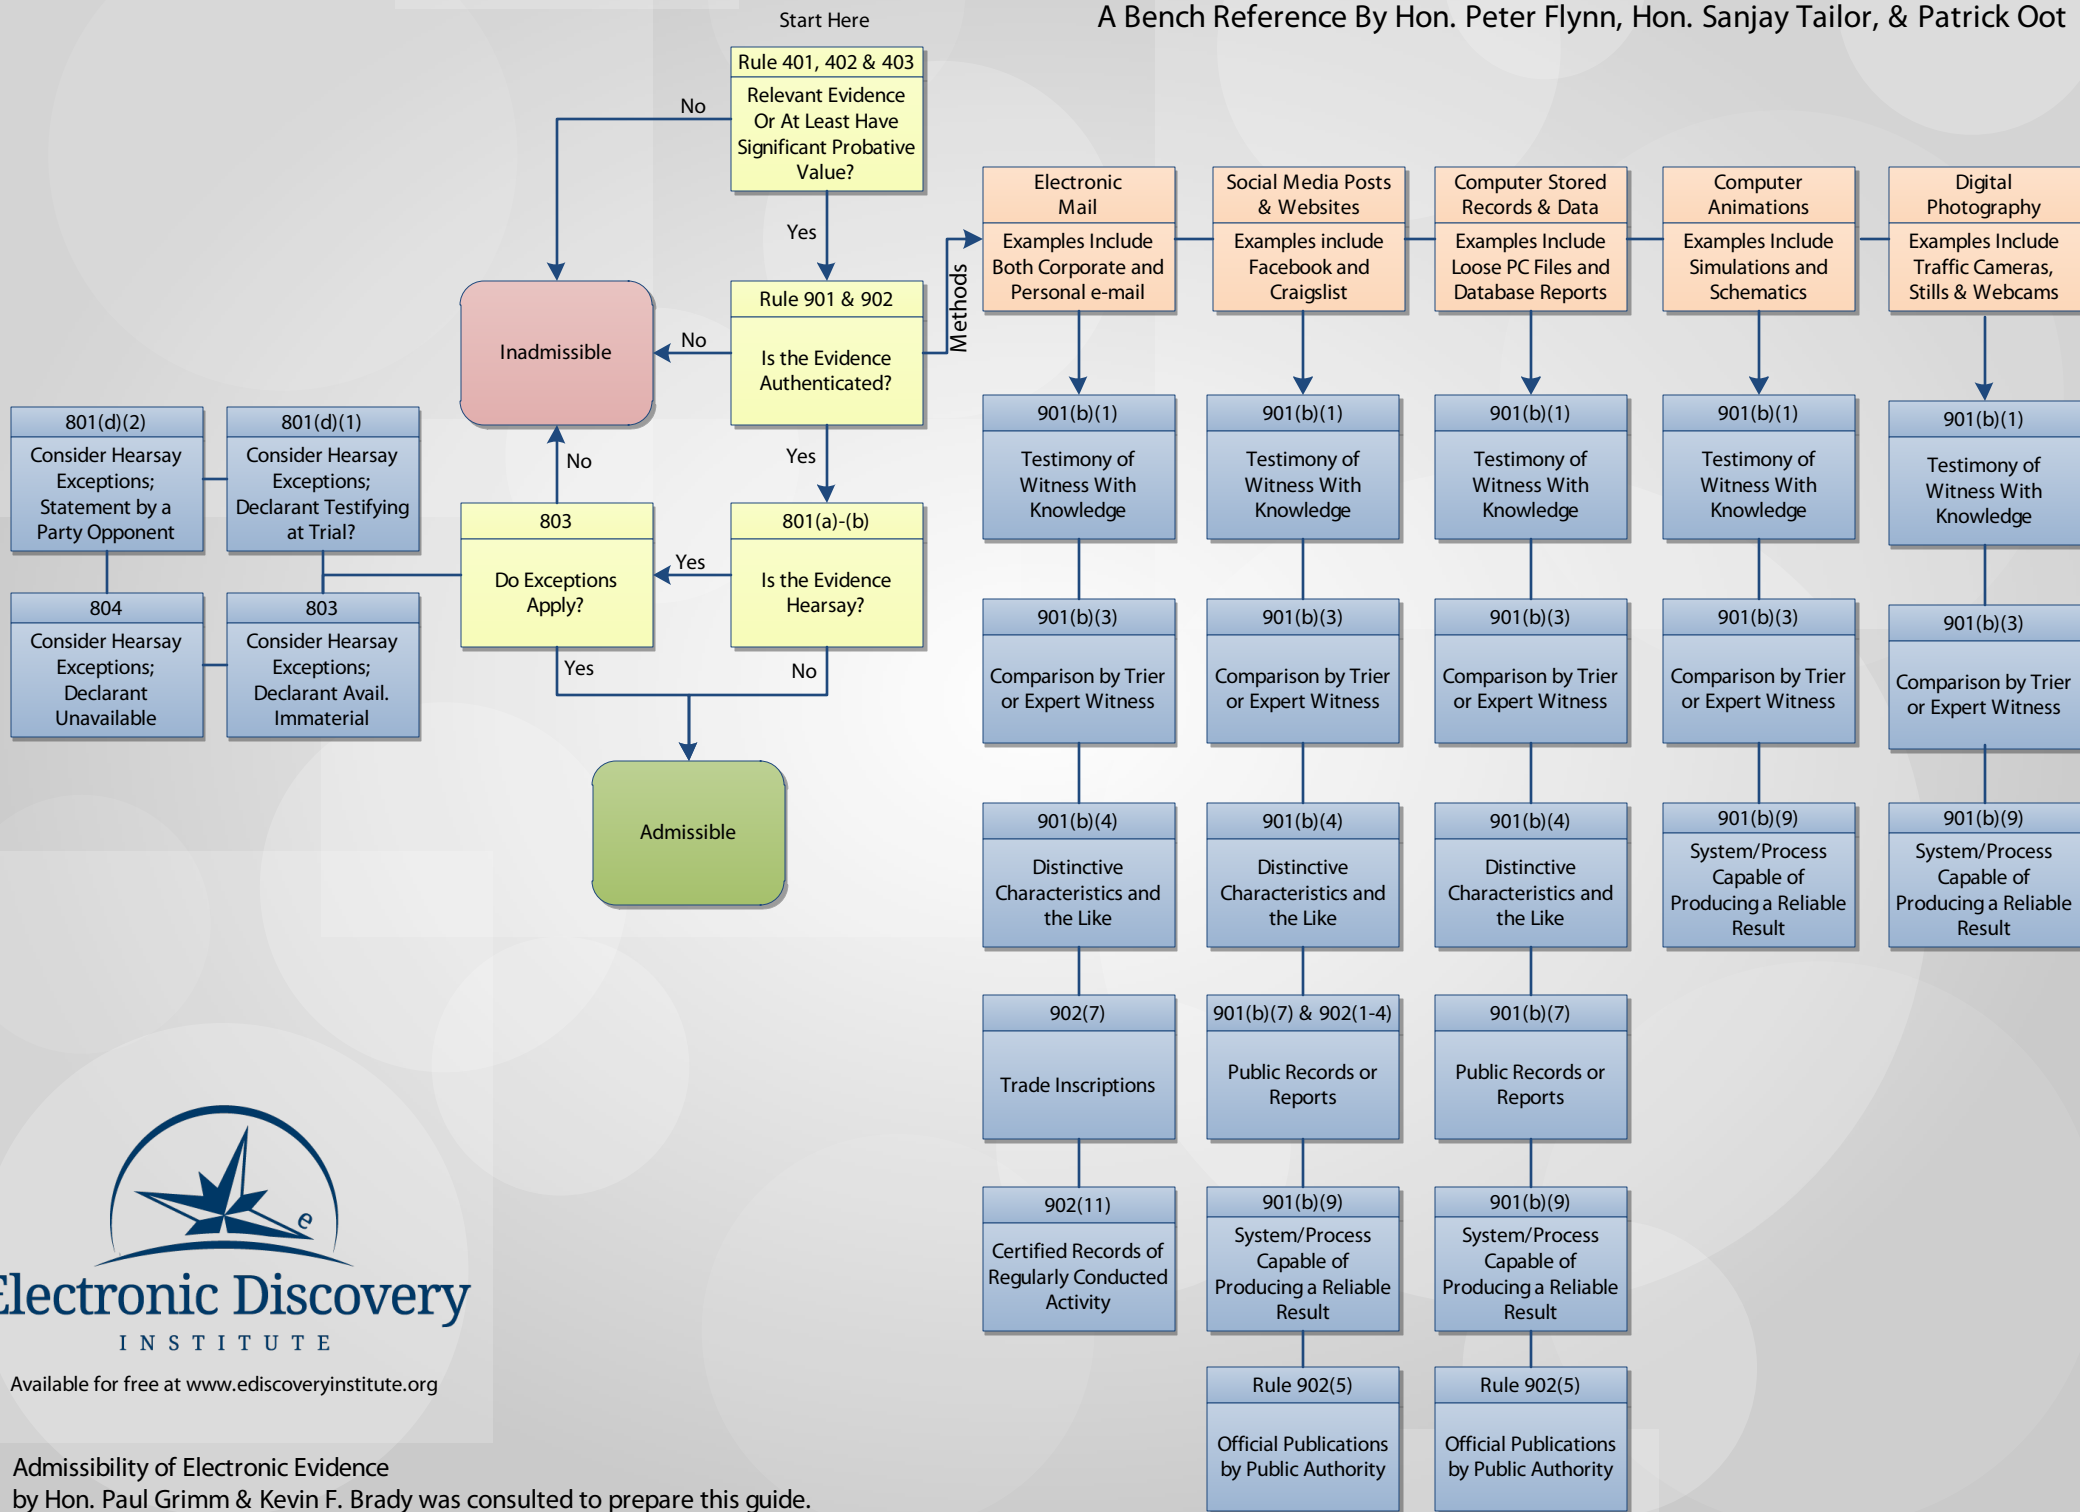 A Bench Reference By Hon. Peter Flynn, Hon. Sanjay Tailor, & Patrick Oot
Start Here
Rule 401, 402 & 403
Relevant Evidence
Or At Least Have
Significant Probative
Value?
No
Yes
Inadmissible
Rule 901 & 902
Is the Evidence
Authenticated?
No
Methods
Yes
801(a)-(b)
Is the Evidence
Hearsay?
Yes
No
803
Do Exceptions
Apply?
No
Yes
Admissible
801(d)(2)
Consider Hearsay
Exceptions;
Statement by a
Party Opponent
801(d)(1)
Consider Hearsay
Exceptions;
Declarant Testifying
at Trial?
804
Consider Hearsay
Exceptions;
Declarant
Unavailable
803
Consider Hearsay
Exceptions;
Declarant Avail.
Immaterial
Electronic
Mail
Examples Include
Both Corporate and
Personal e-mail
901(b)(1)
Testimony of
Witness With
Knowledge
901(b)(3)
Comparison by Trier
or Expert Witness
901(b)(4)
Distinctive
Characteristics and
the Like
902(7)
Trade Inscriptions
902(11)
Certified Records of
Regularly Conducted
Activity
Social Media Posts
& Websites
Examples include
Facebook and
Craigslist
901(b)(1)
Testimony of
Witness With
Knowledge
901(b)(3)
Comparison by Trier
or Expert Witness
901(b)(4)
Distinctive
Characteristics and
the Like
901(b)(7) & 902(1-4)
Public Records or
Reports
901(b)(9)
System/Process
Capable of
Producing a Reliable
Result
Rule 902(5)
Official Publications
by Public Authority
Computer Stored
Records & Data
Examples Include
Loose PC Files and
Database Reports
901(b)(1)
Testimony of
Witness With
Knowledge
901(b)(3)
Comparison by Trier
or Expert Witness
901(b)(4)
Distinctive
Characteristics and
the Like
901(b)(7)
Public Records or
Reports
901(b)(9)
System/Process
Capable of
Producing a Reliable
Result
Rule 902(5)
Official Publications
by Public Authority
Computer
Animations
Examples Include
Simulations and
Schematics
901(b)(1)
Testimony of
Witness With
Knowledge
901(b)(3)
Comparison by Trier
or Expert Witness
901(b)(9)
System/Process
Capable of
Producing a Reliable
Result
Digital
Photography
Examples Include
Traffic Cameras,
Stills & Webcams
901(b)(1)
Testimony of
Witness With
Knowledge
901(b)(3)
Comparison by Trier
or Expert Witness
901(b)(9)
System/Process
Capable of
Producing a Reliable
Result
e
Electronic Discovery
INSTITUTE
Available for free at www.ediscoveryinstitute.org
Admissibility of Electronic Evidence
by Hon. Paul Grimm & Kevin F. Brady was consulted to prepare this guide.